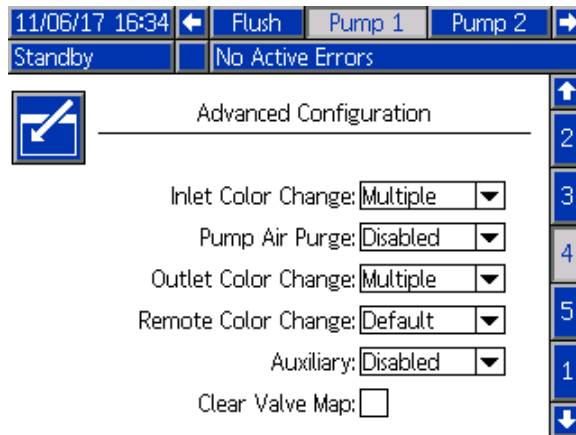 11/06/17 16:34 Flush Pump 1 Pump 2
Standby No Active Errors
Advanced Configuration
2
Inlet Color Change: Multiple
3
Pump Air Purge: Disabled
4
Outlet Color Change: Multiple
Remote Color Change: Default
5
Auxiliary: Disabled
1
Clear Valve Map: